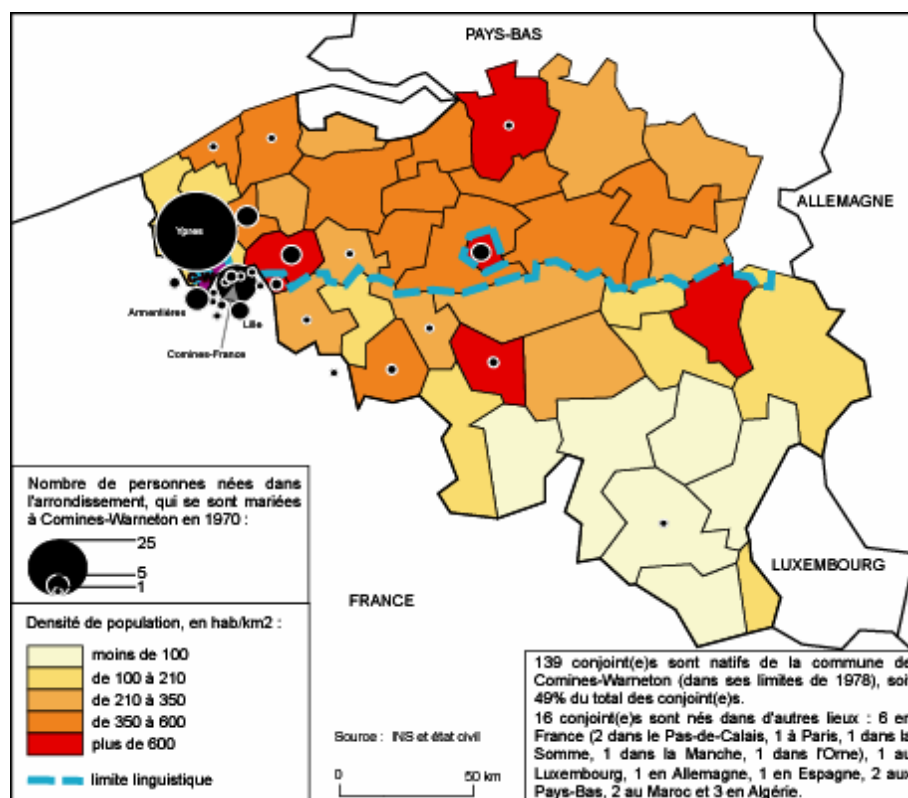 PAYS-BAS
ALLEMAGNE
Ypres
Armentières
Lille
Comines-France
LUXEMBOURG
FRANCE
Nombre de personnes nées dans
l'arrondissement, qui se sont mariées
à Comines-Warneton en 1970 :
25
5
1
Densité de population, en hab/km2 :
moins de 100
de 100 à 210
de 210 à 350
de 350 à 600
plus de 600
limite linguistique
Source : INS et état civil
0 50 km
139 conjoint(e)s sont natifs de la commune de
Comines-Warneton (dans ses limites de 1978), soit
49% du total des conjoint(e)s.
16 conjoint(e)s sont nés dans d'autres lieux : 6 en
France (2 dans le Pas-de-Calais, 1 à Paris, 1 dans la
Somme, 1 dans la Manche, 1 dans l'Orne), 1 au
Luxembourg, 1 en Allemagne, 1 en Espagne, 2 aux
Pays-Bas, 2 au Maroc et 3 en Algérie.